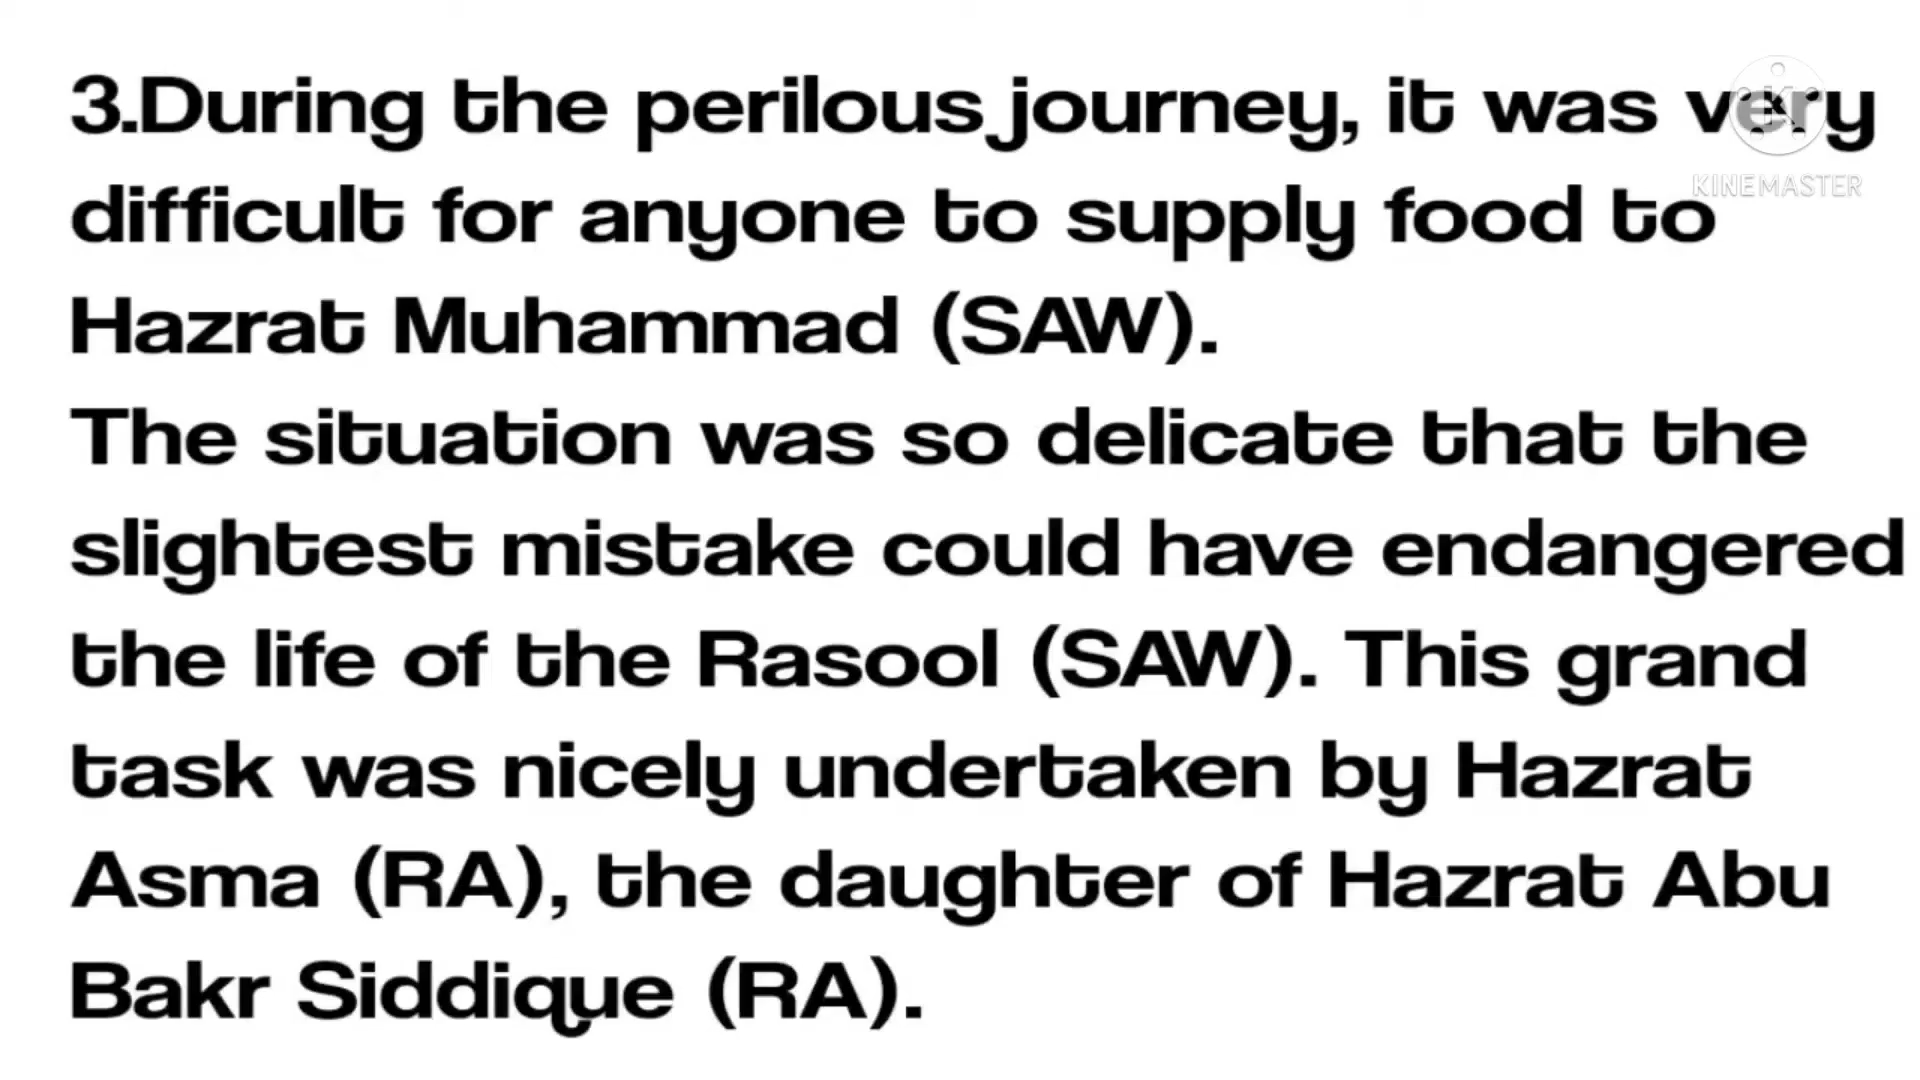 3.During the perilous journey, it was very
difficult for anyone to supply food to
Hazrat Muhammad (SAW).
The situation was so delicate that the
slightest mistake could have endangered
the life of the Rasool (SAW). This grand
task was nicely undertaken by Hazrat
Asma (RA), the daughter of Hazrat Abu
Bakr Siddique (RA).
KINEMASTER